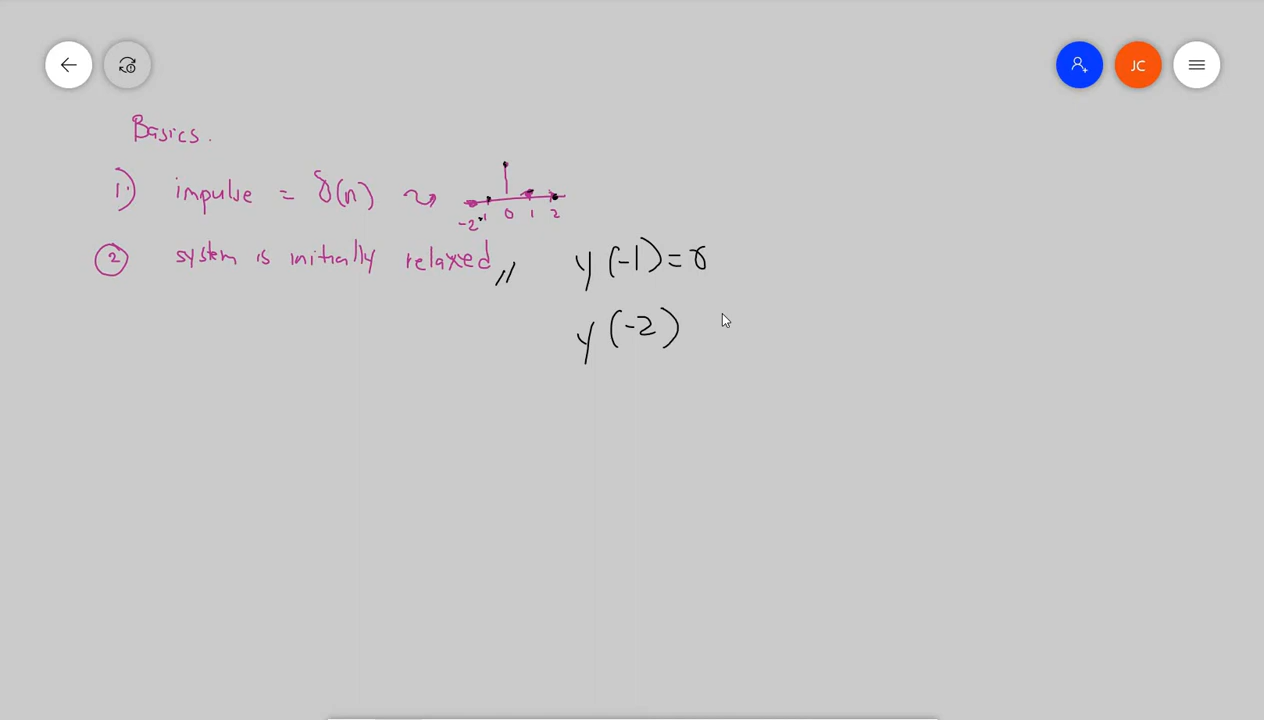 JC
Basics.
1.) impulse = δ(n) ⤳
-2 -1 0 1 2
② system is initially relaxed // y(-1)=0
y(-2)